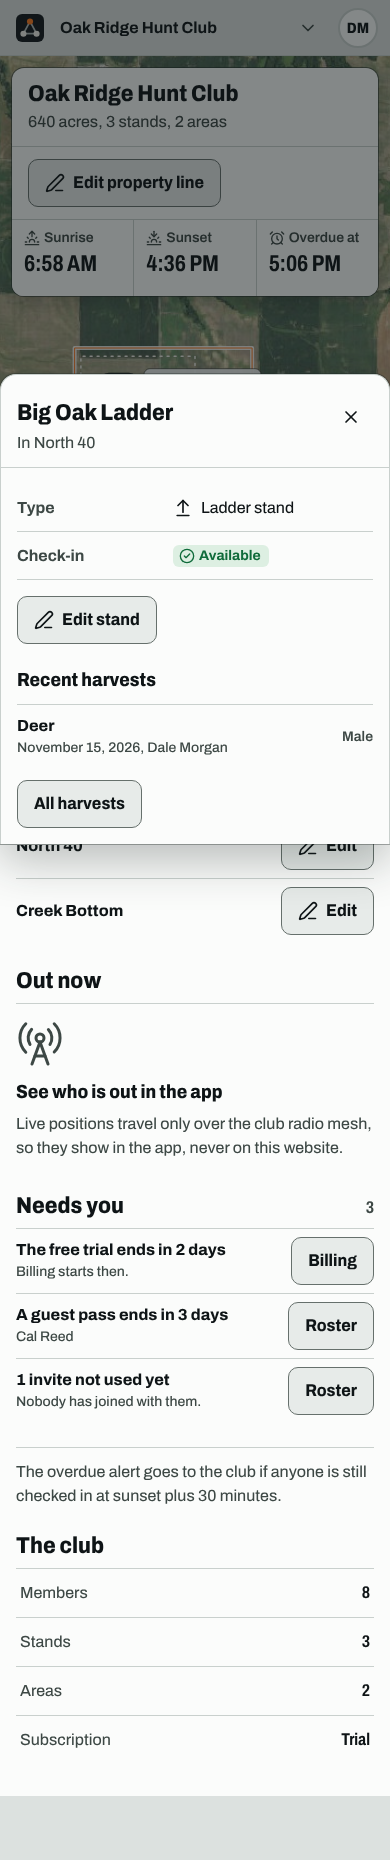 Oak Ridge Hunt Club
DM
Oak Ridge Hunt Club
640 acres, 3 stands, 2 areas
Edit property line
Sunrise
6:58 AM
Sunset
4:36 PM
Overdue at
5:06 PM
Big Oak Ladder
In North 40
Type
Ladder stand
Check-in
Available
Edit stand
Recent harvests
Deer
November 15, 2026, Dale Morgan
Male
All harvests
North 40
Edit
Creek Bottom
Edit
Out now
See who is out in the app
Live positions travel only over the club radio mesh,
so they show in the app, never on this website.
Needs you
3
The free trial ends in 2 days
Billing starts then.
Billing
A guest pass ends in 3 days
Cal Reed
Roster
1 invite not used yet
Nobody has joined with them.
Roster
The overdue alert goes to the club if anyone is still
checked in at sunset plus 30 minutes.
The club
Members
8
Stands
3
Areas
2
Subscription
Trial